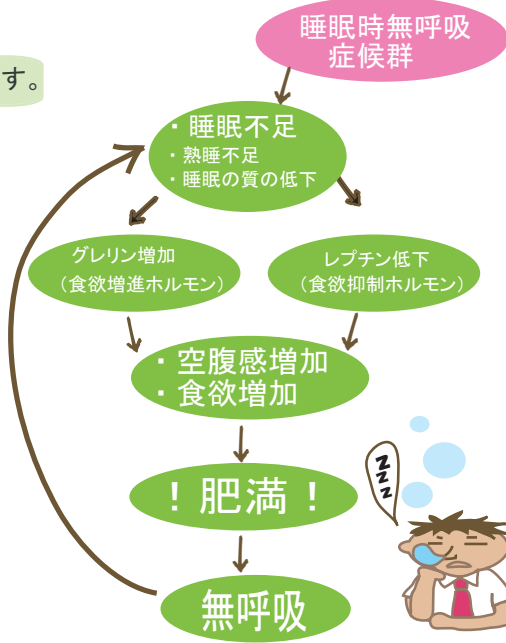 睡眠時無呼吸
症候群
す。
・睡眠不足
・熟睡不足
・睡眠の質の低下
グレリン増加
（食欲増進ホルモン）
レプチン低下
（食欲抑制ホルモン）
・空腹感増加
・食欲増加
！肥満！
無呼吸
z
z
z